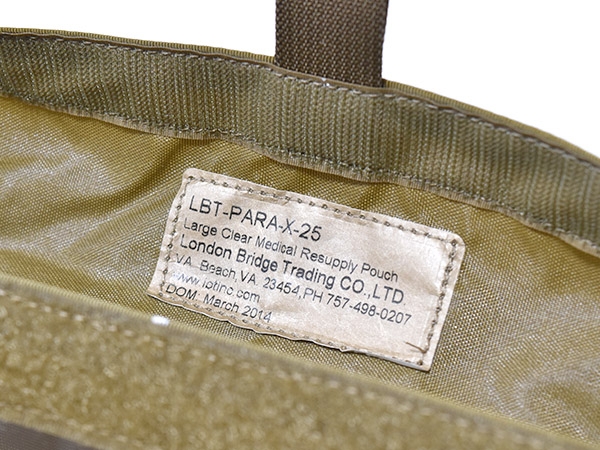 LBT-PARA-X-25
Large Clear Medical Resupply Pouch
London Bridge Trading CO.,LTD
VA. Beach,VA. 23454,PH 757-498-0207
www.lbtinc.com
DOM: March 2014